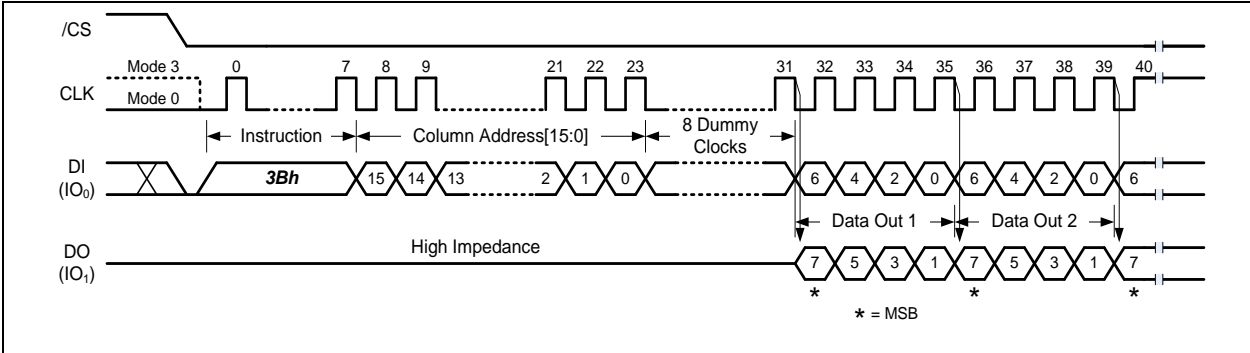 /CS
Mode 3 0 7 8 9 21 22 23 31 32 33 34 35 36 37 38 39 40
CLK Mode 0
Instruction Column Address[15:0] 8 Dummy Clocks
DI (IO0) 3Bh 15 14 13 2 1 0 6 4 2 0 6 4 2 0 6
Data Out 1 Data Out 2
DO (IO1) High Impedance 7 5 3 1 7 5 3 1 7
* * *
* = MSB